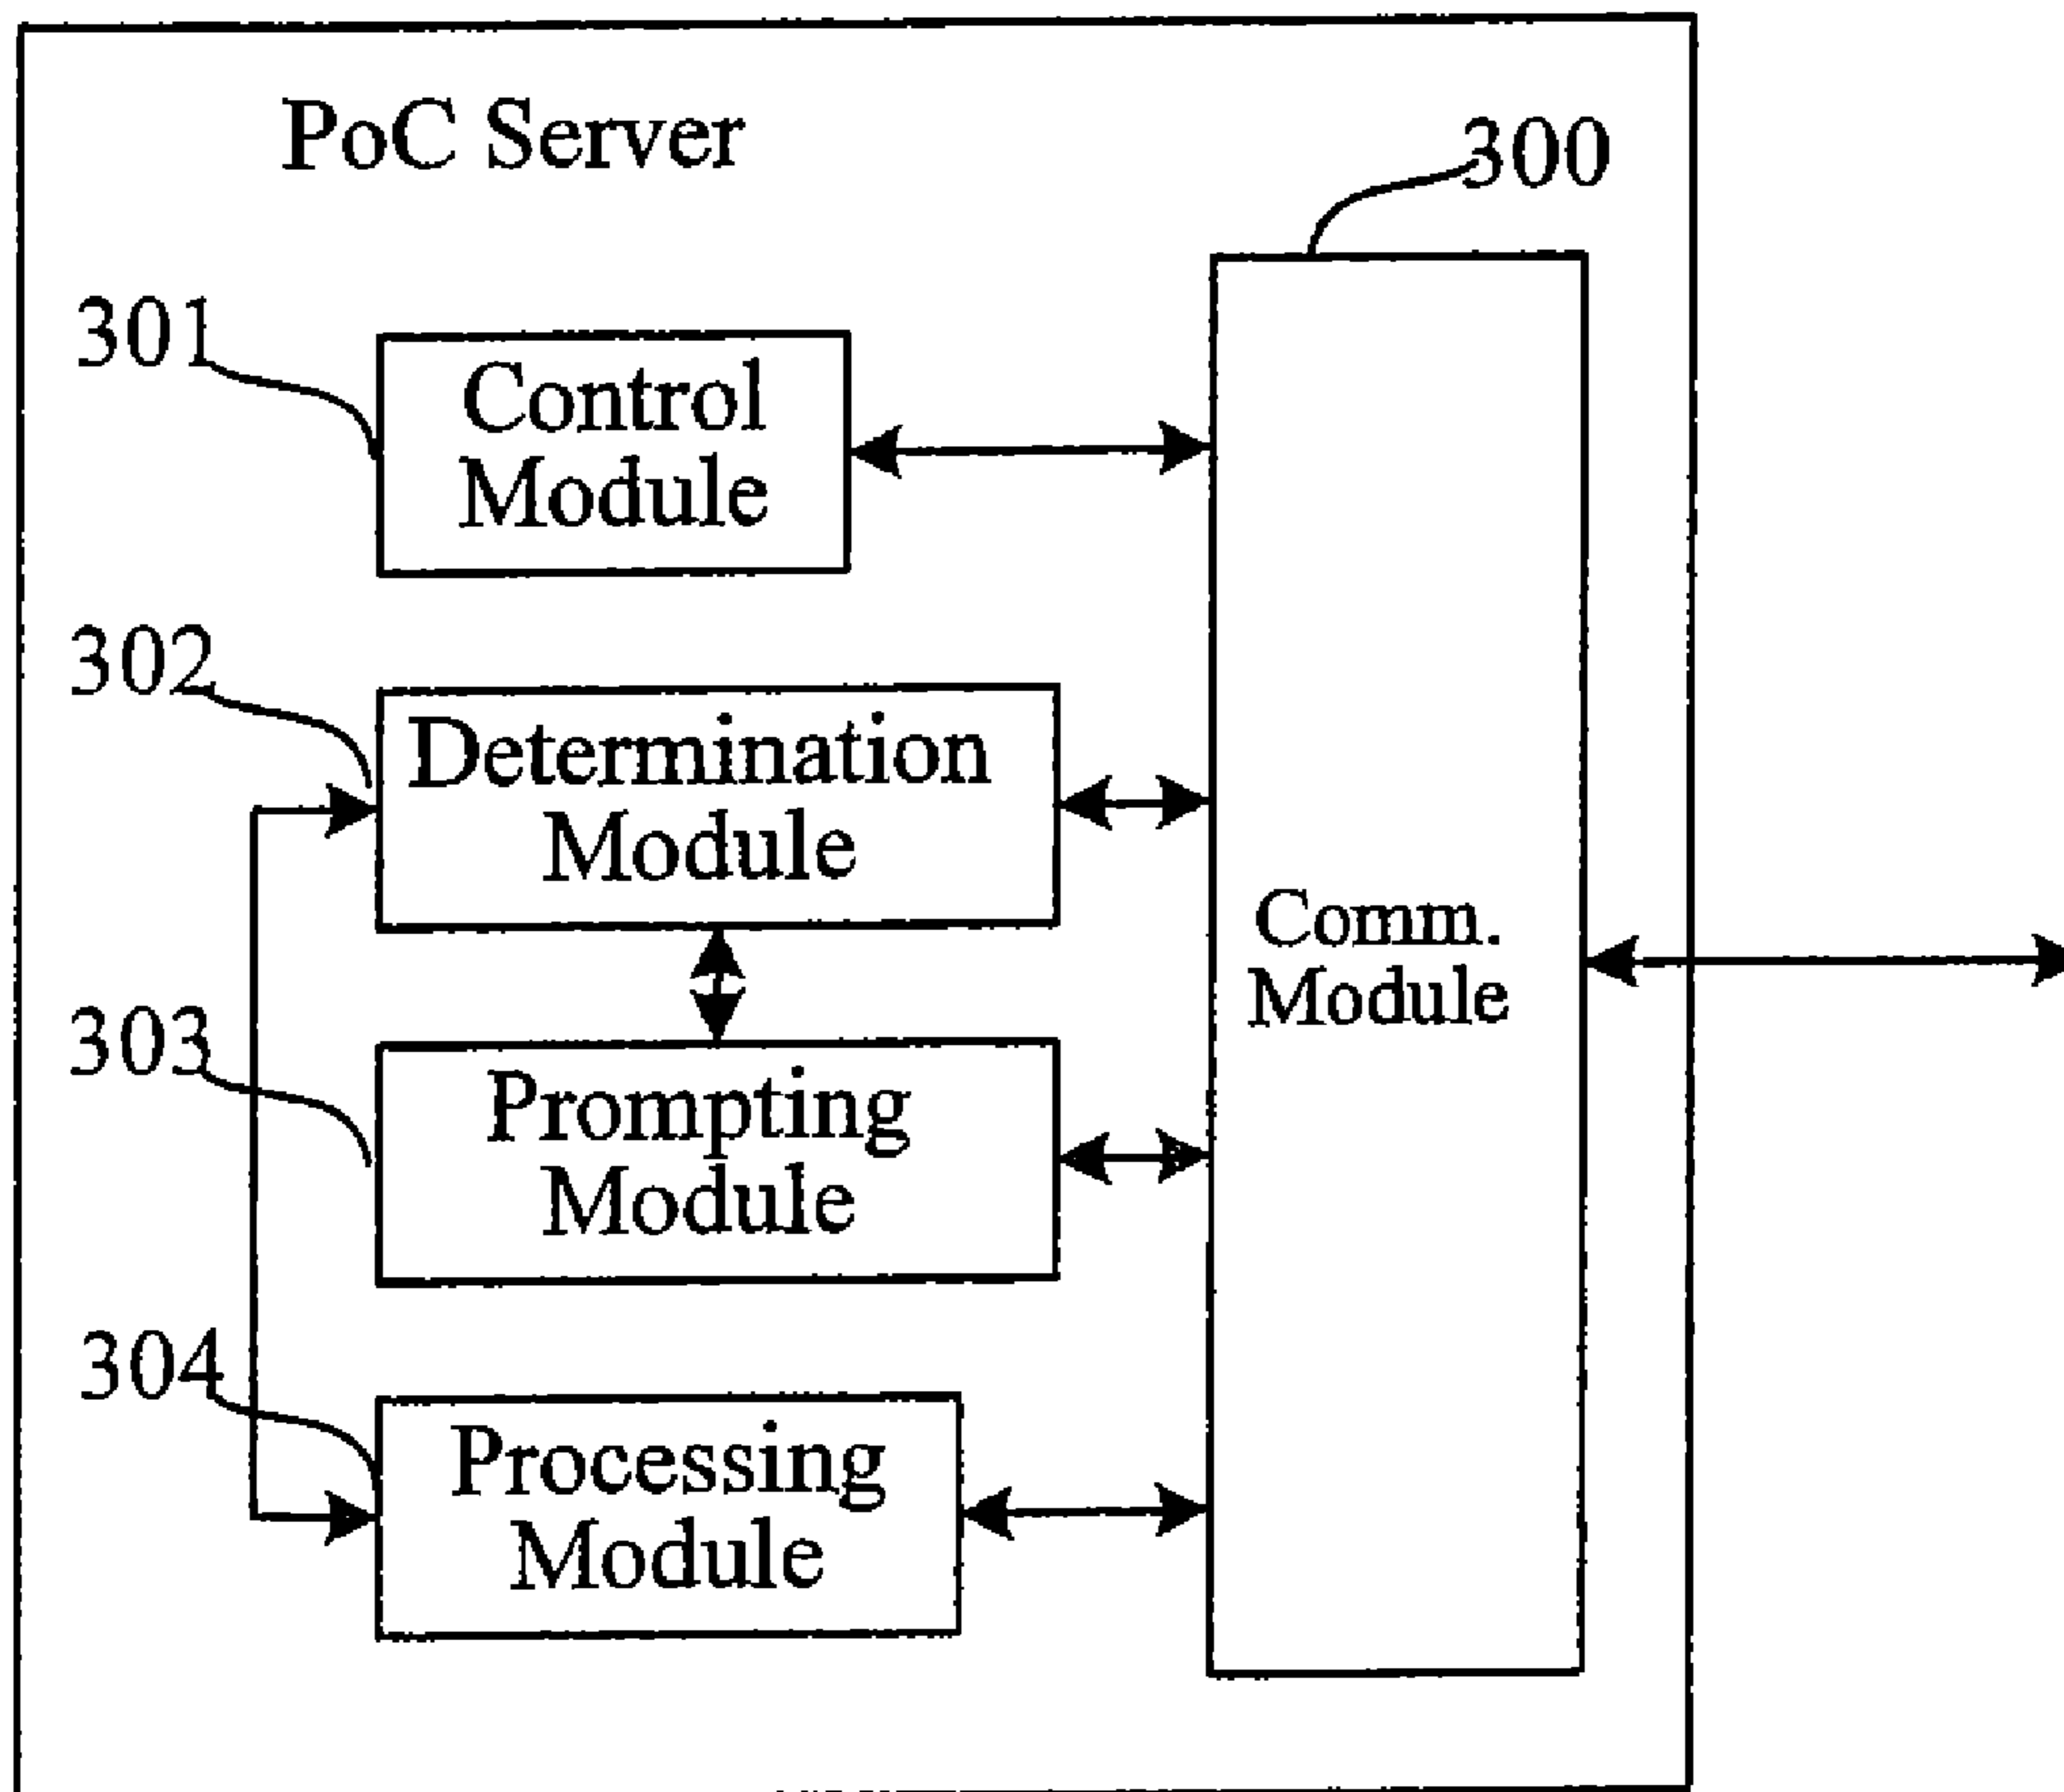 PoC Server
300
301
Control
Module
302
Determination
Module
Comm.
Module
303
Prompting
Module
304
Processing
Module